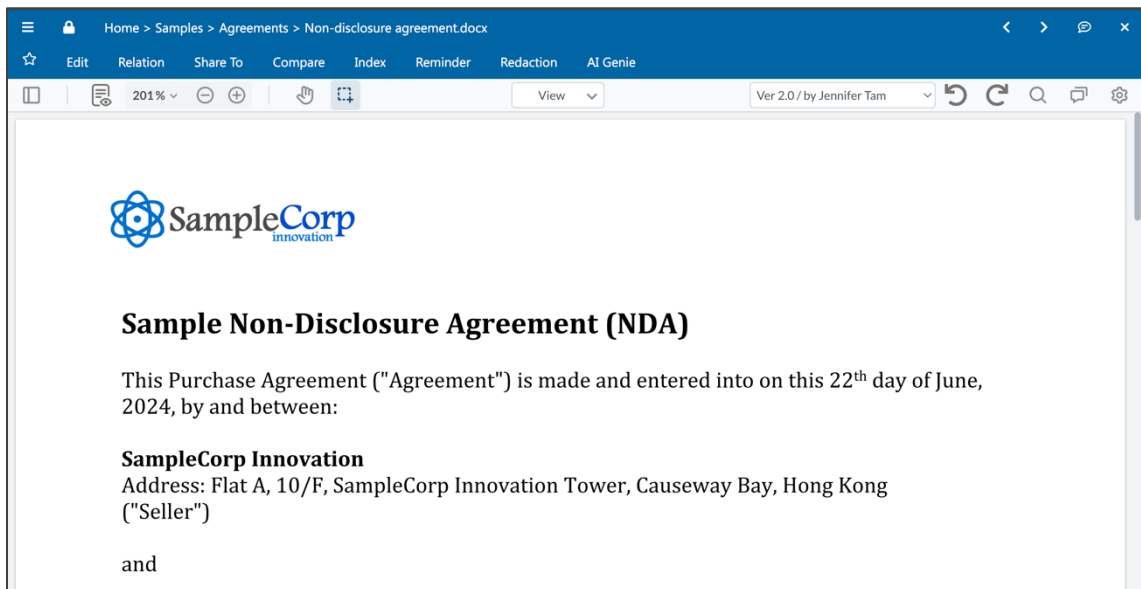 Home > Samples > Agreements > Non-disclosure agreement.docx
Edit Relation Share To Compare Index Reminder Redaction AI Genie
201% View Ver 2.0 / by Jennifer Tam
SampleCorp
innovation
Sample Non-Disclosure Agreement (NDA)
This Purchase Agreement ("Agreement") is made and entered into on this 22th day of June,
2024, by and between:
SampleCorp Innovation
Address: Flat A, 10/F, SampleCorp Innovation Tower, Causeway Bay, Hong Kong
("Seller")
and